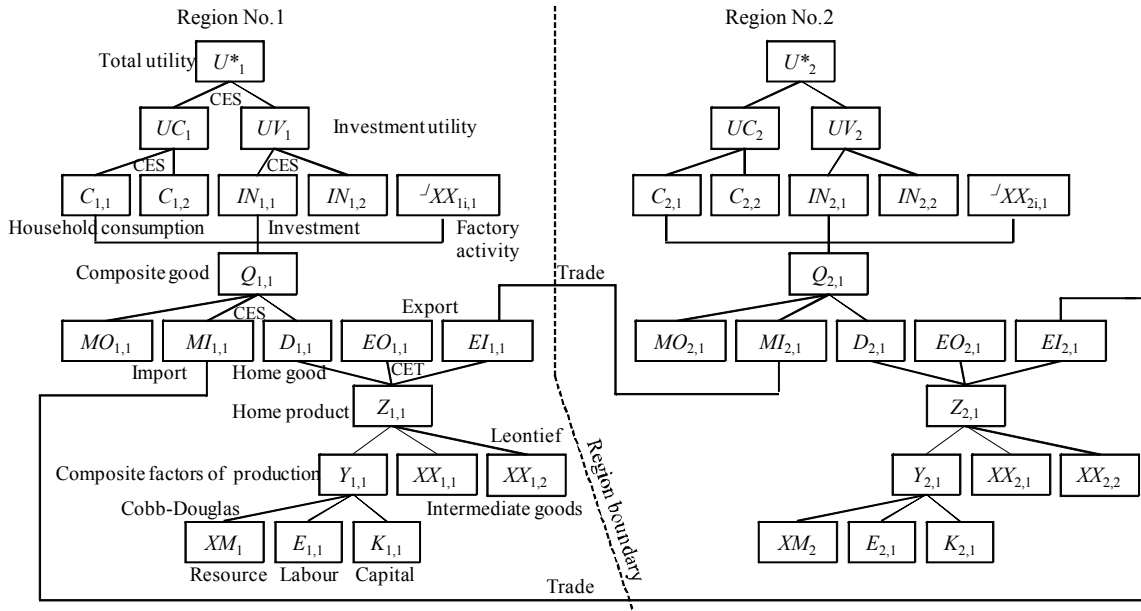 Region No.1 Region No.2
Total utility U*1 U*2
CES
UC1 UV1 Investment utility UC2 UV2
CES CES
C1,1 C1,2 IN1,1 IN1,2 XX1i,1 C2,1 C2,2 IN2,1 IN2,2 XX2i,1
Household consumption Investment Factory
activity
Composite good Q1,1 Trade Q2,1
CES Export
MO1,1 MI1,1 D1,1 EO1,1 EI1,1 MO2,1 MI2,1 D2,1 EO2,1 EI2,1
Import Home good CET
Home product Z1,1 Z2,1
Leontief
Region boundary
Composite factors of production Y1,1 XX1,1 XX1,2 Y2,1 XX2,1 XX2,2
Cobb-Douglas Intermediate goods
XM1 E1,1 K1,1 XM2 E2,1 K2,1
Resource Labour Capital
Trade